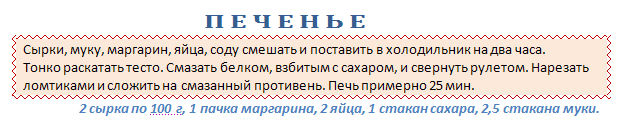 ПЕЧЕНЬЕ
Сырки, муку, маргарин, яйца, соду смешать и поставить в холодильник на два часа.
Тонко раскатать тесто. Смазать белком, взбитым с сахаром, и свернуть рулетом. Нарезать
ломтиками и сложить на смазанный противень. Печь примерно 25 мин.
2 сырка по 100 г, 1 пачка маргарина, 2 яйца, 1 стакан сахара, 2,5 стакана муки.